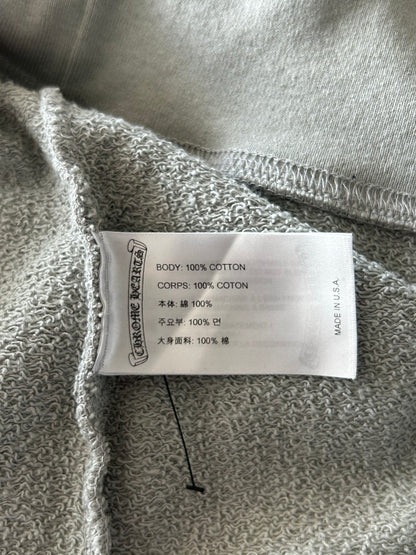 CHROME HEARTS
BODY: 100% COTTON
CORPS: 100% COTON
本体: 綿 100%
주요부: 100% 면
大身面料: 100% 棉
MADE IN U.S.A.